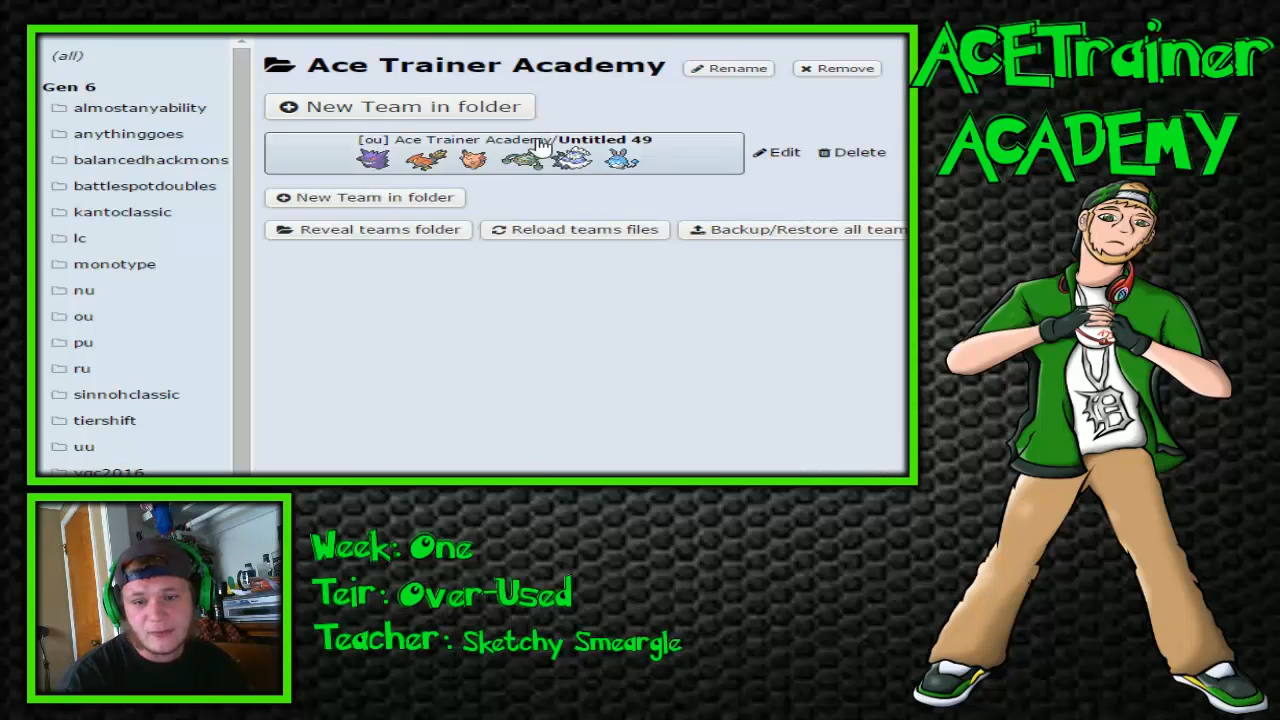 (all)
Gen 6
almostanyability
anythinggoes
balancedhackmons
battlespotdoubles
kantoclassic
lc
monotype
nu
ou
pu
ru
sinnohclassic
tiershift
uu
vgc2016
Ace Trainer Academy
Rename
Remove
New Team in folder
[ou] Ace Trainer Academy/Untitled 49
Edit
Delete
New Team in folder
Reveal teams folder
Reload teams files
Backup/Restore all team
ACETrainer
ACADEMY
Week: One
Teir: Over-Used
Teacher: Sketchy Smeargle